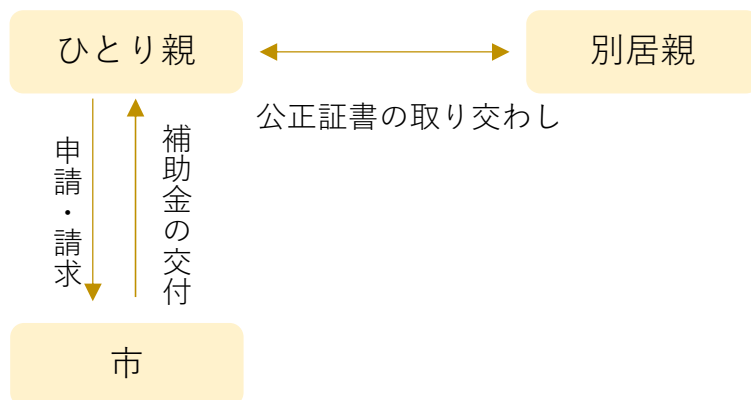 ひとり親
別居親
公正証書の取り交わし
申請・請求
補助金の交付
市